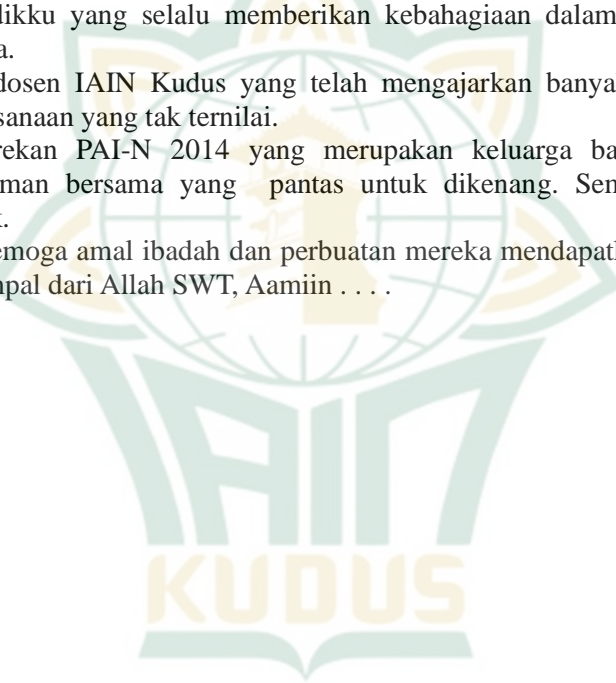 dikku yang selalu memberikan kebahagiaan dalam
a.
dosen IAIN Kudus yang telah mengajarkan banya
sanaan yang tak ternilai.
rekan PAI-N 2014 yang merupakan keluarga ba
man bersama yang pantas untuk dikenang. Sem
k.
emoga amal ibadah dan perbuatan mereka mendapat
pal dari Allah SWT, Aamiin . . . .
IAIN
KUDUS